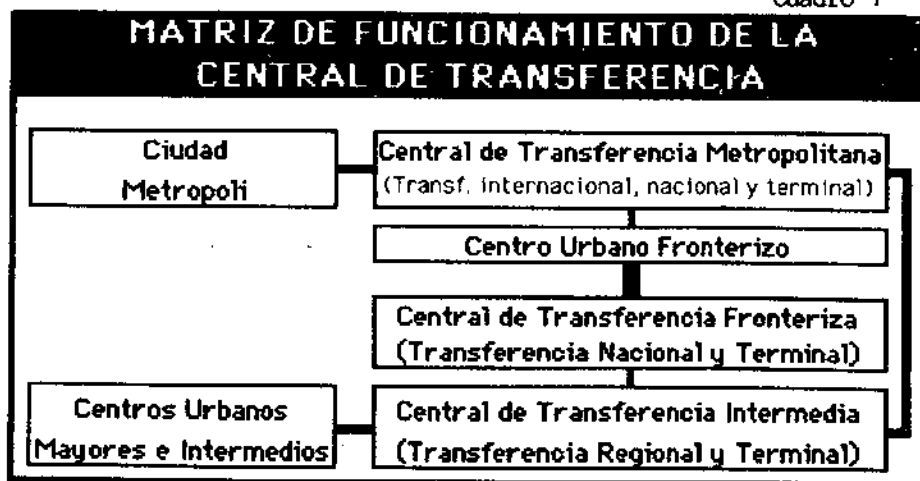 Cuadro
MATRIZ DE FUNCIONAMIENTO DE LA
CENTRAL DE TRANSFERENCIA
Ciudad
Metropoli
Central de Transferencia Metropolitana
(Transf. internacional, nacional y terminal)
Centro Urbano Fronterizo
Central de Transferencia Fronteriza
(Transferencia Nacional y Terminal)
Centros Urbanos
Mayores e Intermedios
Central de Transferencia Intermedia
(Transferencia Regional y Terminal)